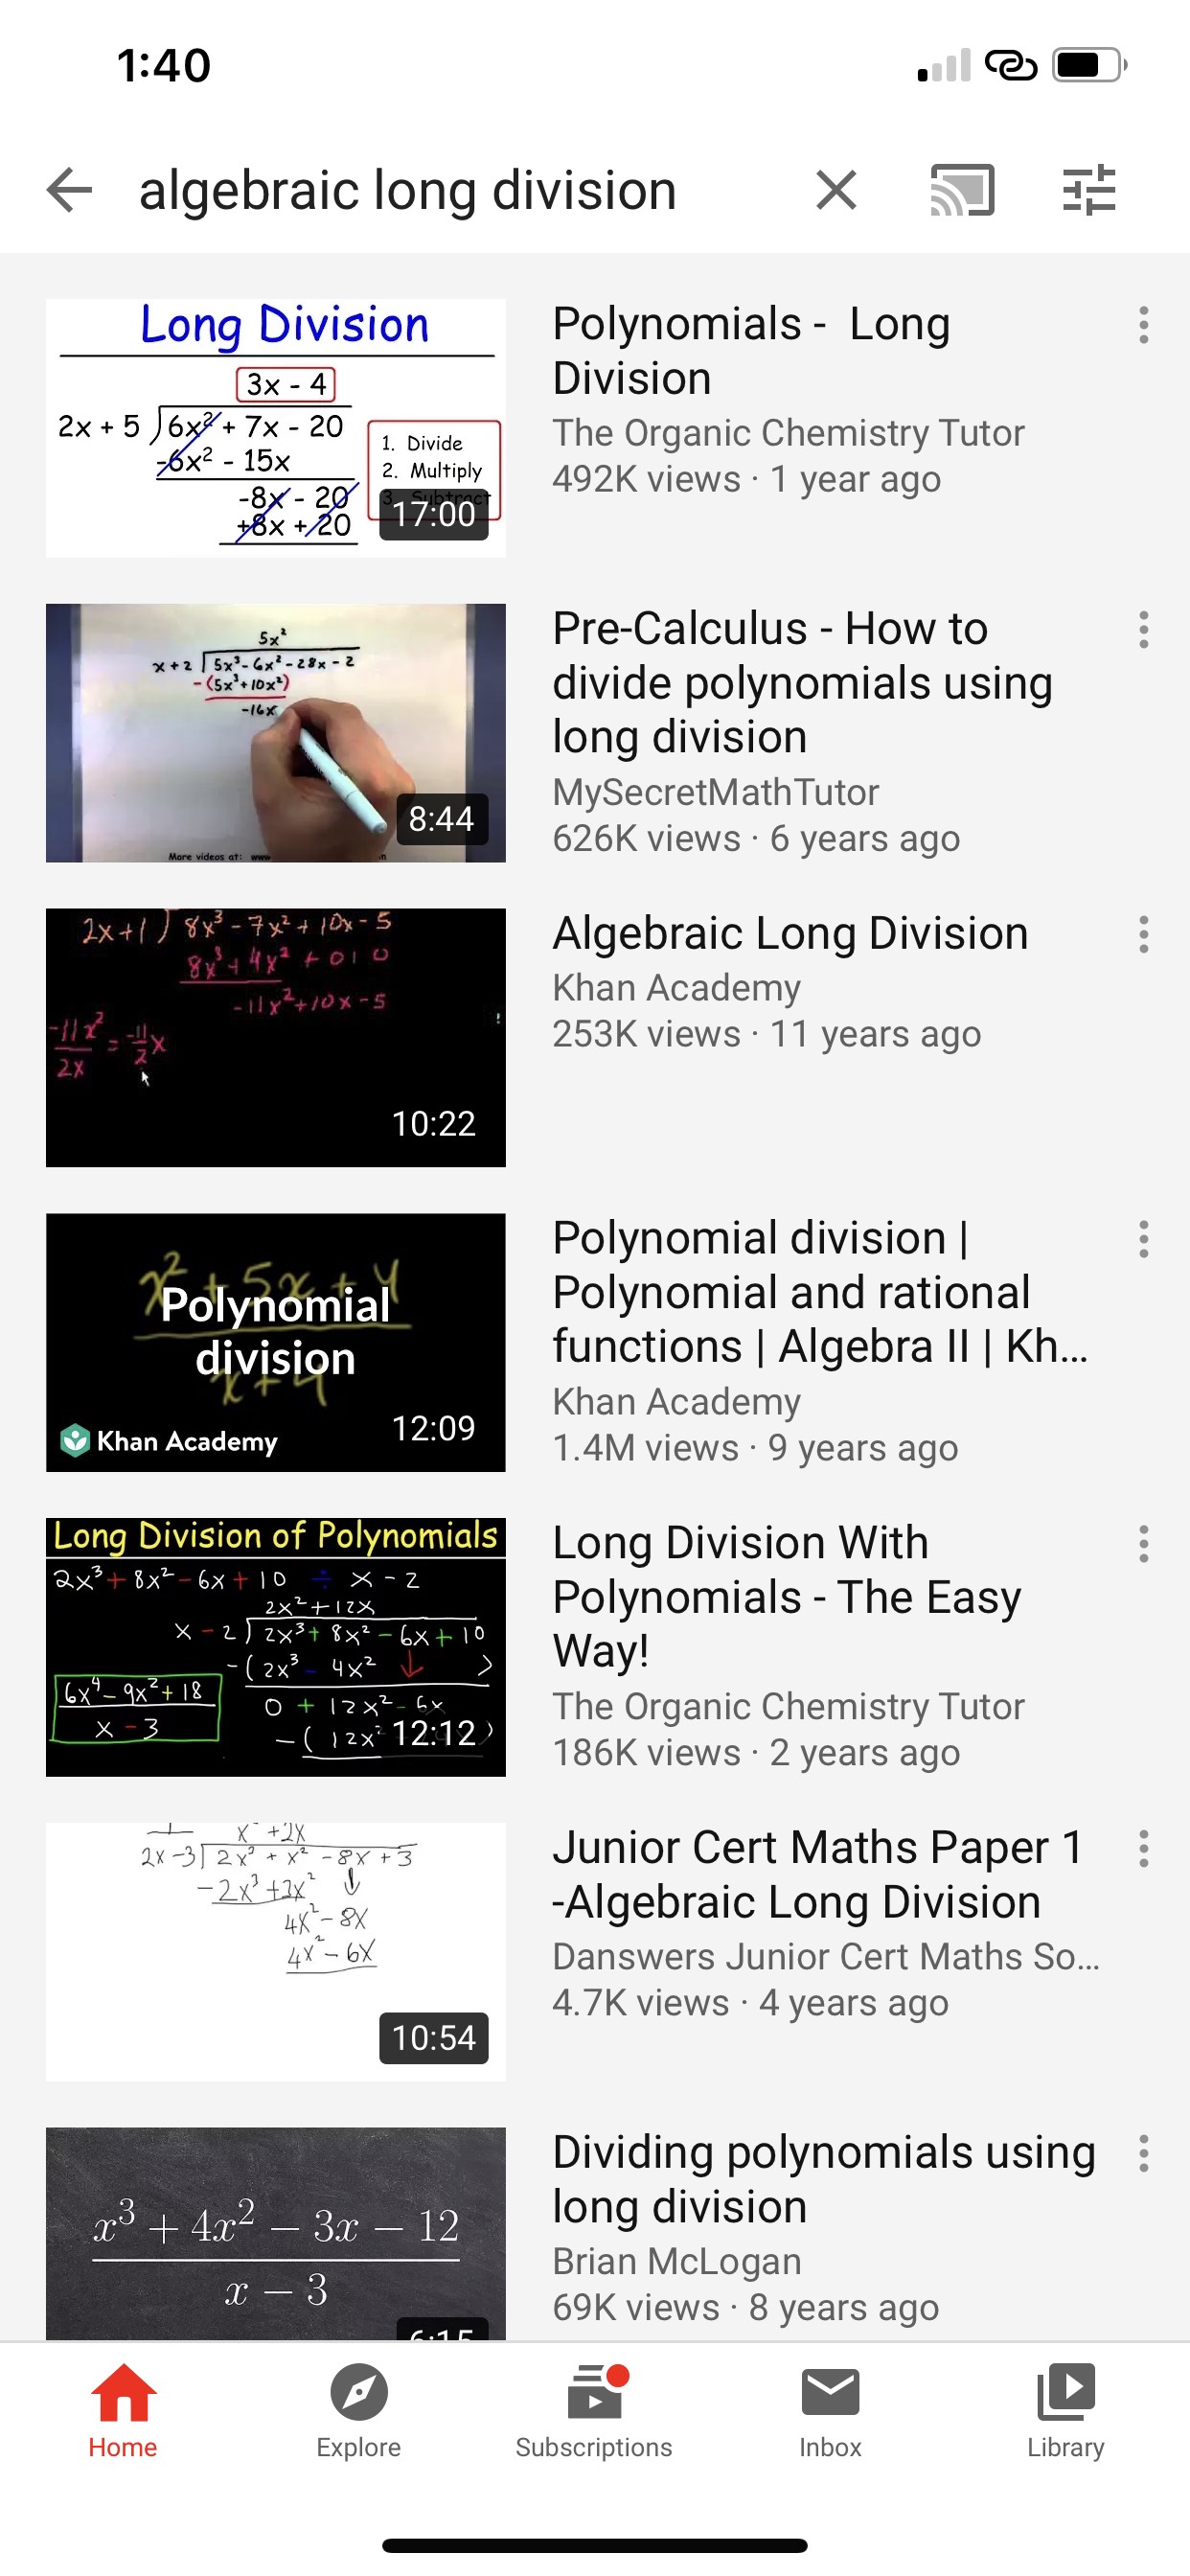 1:40
algebraic long division
Long Division
3x - 4
2x + 5 6x² + 7x - 20
-6x² - 15x
-8x - 20
+8x + 20
1. Divide
2. Multiply
3. Subtract
17:00
Polynomials - Long
Division
The Organic Chemistry Tutor
492K views · 1 year ago
5x²
x + 2 5x³ - 6x² - 28x - 2
-(5x³ + 10x²)
-16x
More videos at:
8:44
Pre-Calculus - How to
divide polynomials using
long division
MySecretMathTutor
626K views · 6 years ago
2x + 1 8x³ - 7x² + 10x - 5
8x³ + 4x² + 0 | 0
-11x² + 10x - 5
-11x²/2x = -11/2 x
10:22
Algebraic Long Division
Khan Academy
253K views · 11 years ago
x² + 5x + 4
Polynomial
division
x + 4
Khan Academy
12:09
Polynomial division |
Polynomial and rational
functions | Algebra II | Kh...
Khan Academy
1.4M views · 9 years ago
Long Division of Polynomials
2x³ + 8x² - 6x + 10 ÷ x - 2
2x² + 12x
x - 2 ) 2x³ + 8x² - 6x + 10
-( 2x³ - 4x² )
0 + 12x² - 6x
-( 12x² )
6x⁴ - 9x² + 18
x - 3
12:12
Long Division With
Polynomials - The Easy
Way!
The Organic Chemistry Tutor
186K views · 2 years ago
x² + 2x
2x - 3 2x³ + x² - 8x + 3
-2x³ + 3x²
4x² - 8x
4x² - 6x
10:54
Junior Cert Maths Paper 1
-Algebraic Long Division
Danswers Junior Cert Maths So...
4.7K views · 4 years ago
x³ + 4x² − 3x − 12
x − 3
6:15
Dividing polynomials using
long division
Brian McLogan
69K views · 8 years ago
Home
Explore
Subscriptions
Inbox
Library